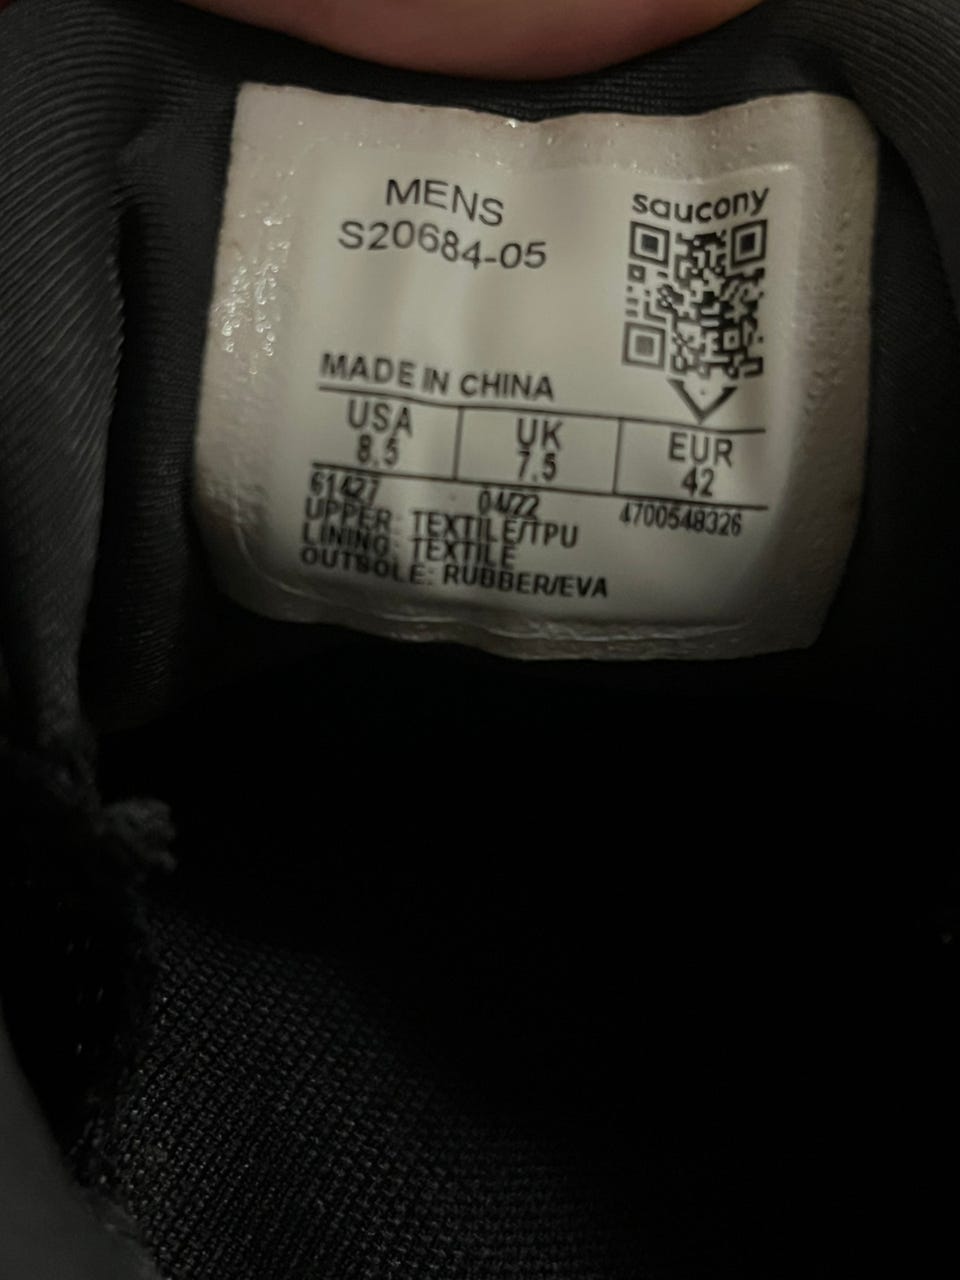 MENS
S20684-05
saucony
MADE IN CHINA
USA UK EUR
8.5 7.5 42
61427 04/22 4700548326
UPPER: TEXTILE/TPU
LINING: TEXTILE
OUTSOLE: RUBBER/EVA